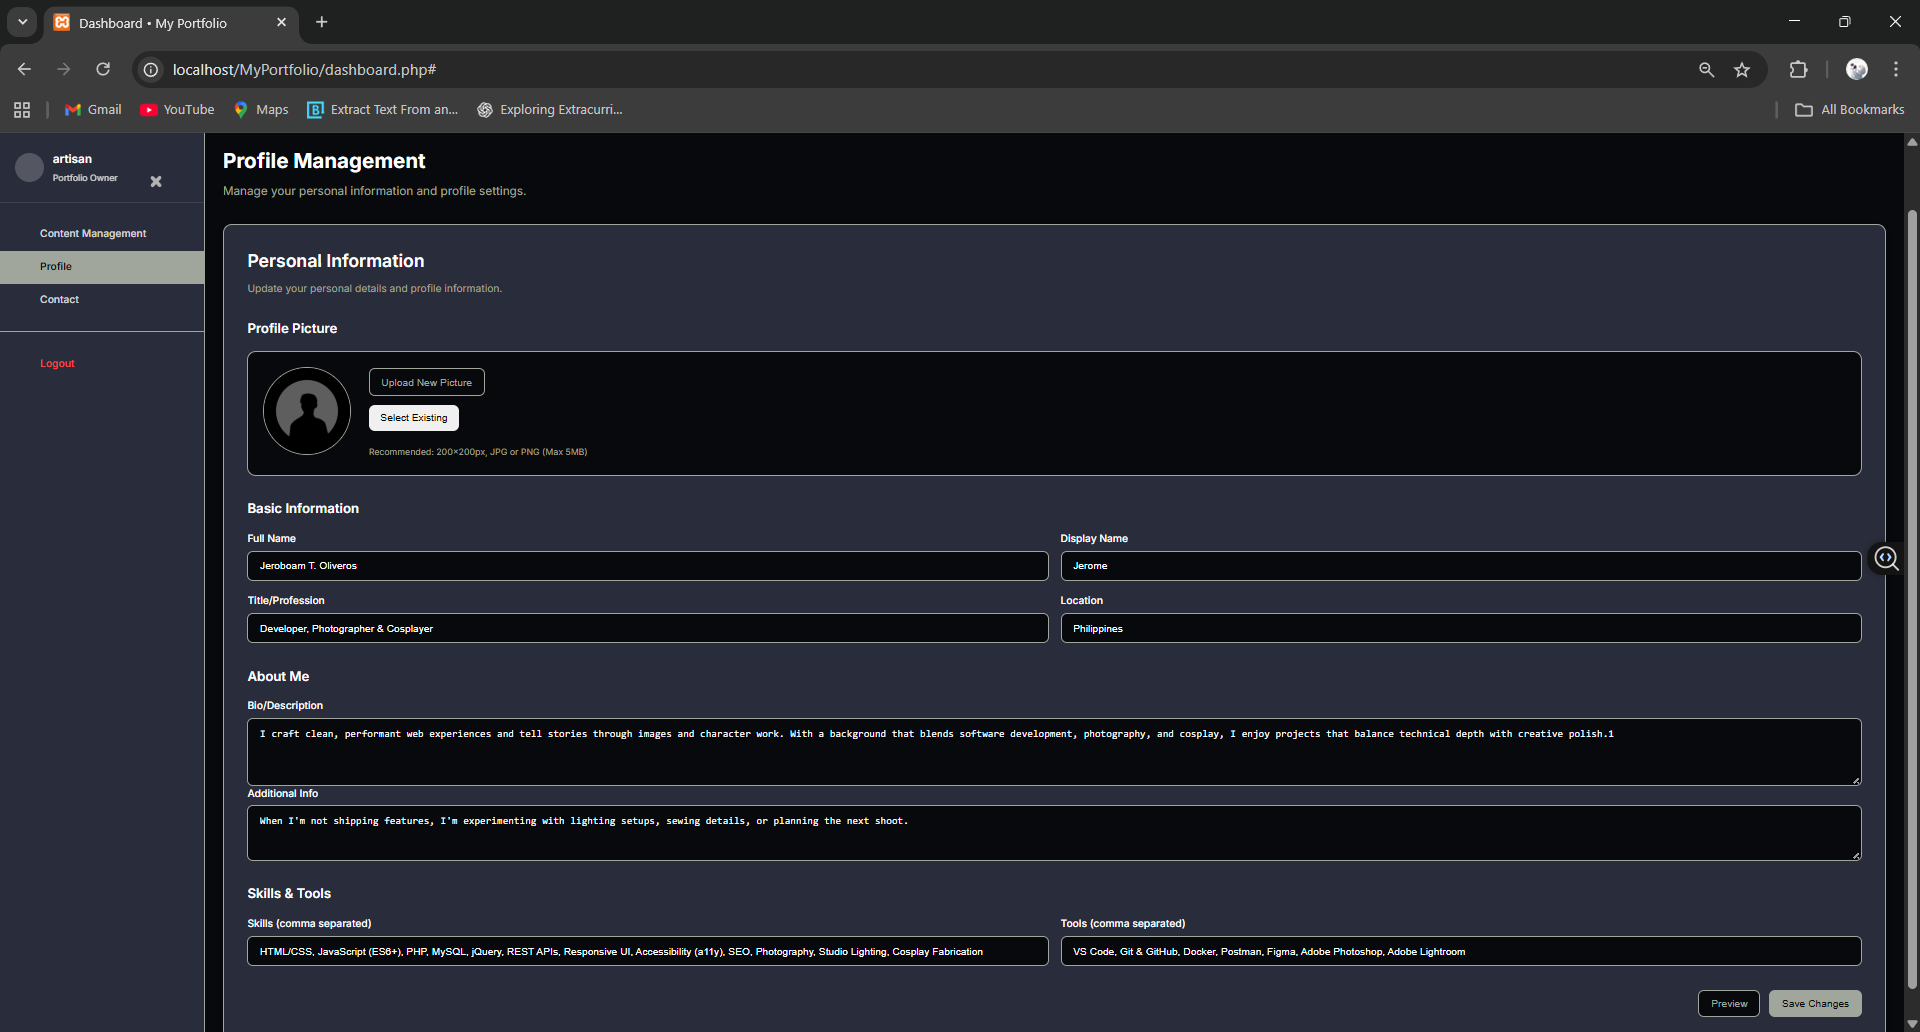 Dashboard • My Portfolio
localhost/MyPortfolio/dashboard.php#
Gmail
YouTube
Maps
Extract Text From an...
Exploring Extracurri...
All Bookmarks
artisan
Portfolio Owner
Content Management
Profile
Contact
Logout
Profile Management
Manage your personal information and profile settings.
Personal Information
Update your personal details and profile information.
Profile Picture
Upload New Picture
Select Existing
Recommended: 200×200px, JPG or PNG (Max 5MB)
Basic Information
Full Name
Jeroboam T. Oliveros
Display Name
Jerome
Title/Profession
Developer, Photographer & Cosplayer
Location
Philippines
About Me
Bio/Description
I craft clean, performant web experiences and tell stories through images and character work. With a background that blends software development, photography, and cosplay, I enjoy projects that balance technical depth with creative polish.1
Additional Info
When I'm not shipping features, I'm experimenting with lighting setups, sewing details, or planning the next shoot.
Skills & Tools
Skills (comma separated)
HTML/CSS, JavaScript (ES6+), PHP, MySQL, jQuery, REST APIs, Responsive UI, Accessibility (a11y), SEO, Photography, Studio Lighting, Cosplay Fabrication
Tools (comma separated)
VS Code, Git & GitHub, Docker, Postman, Figma, Adobe Photoshop, Adobe Lightroom
Preview
Save Changes